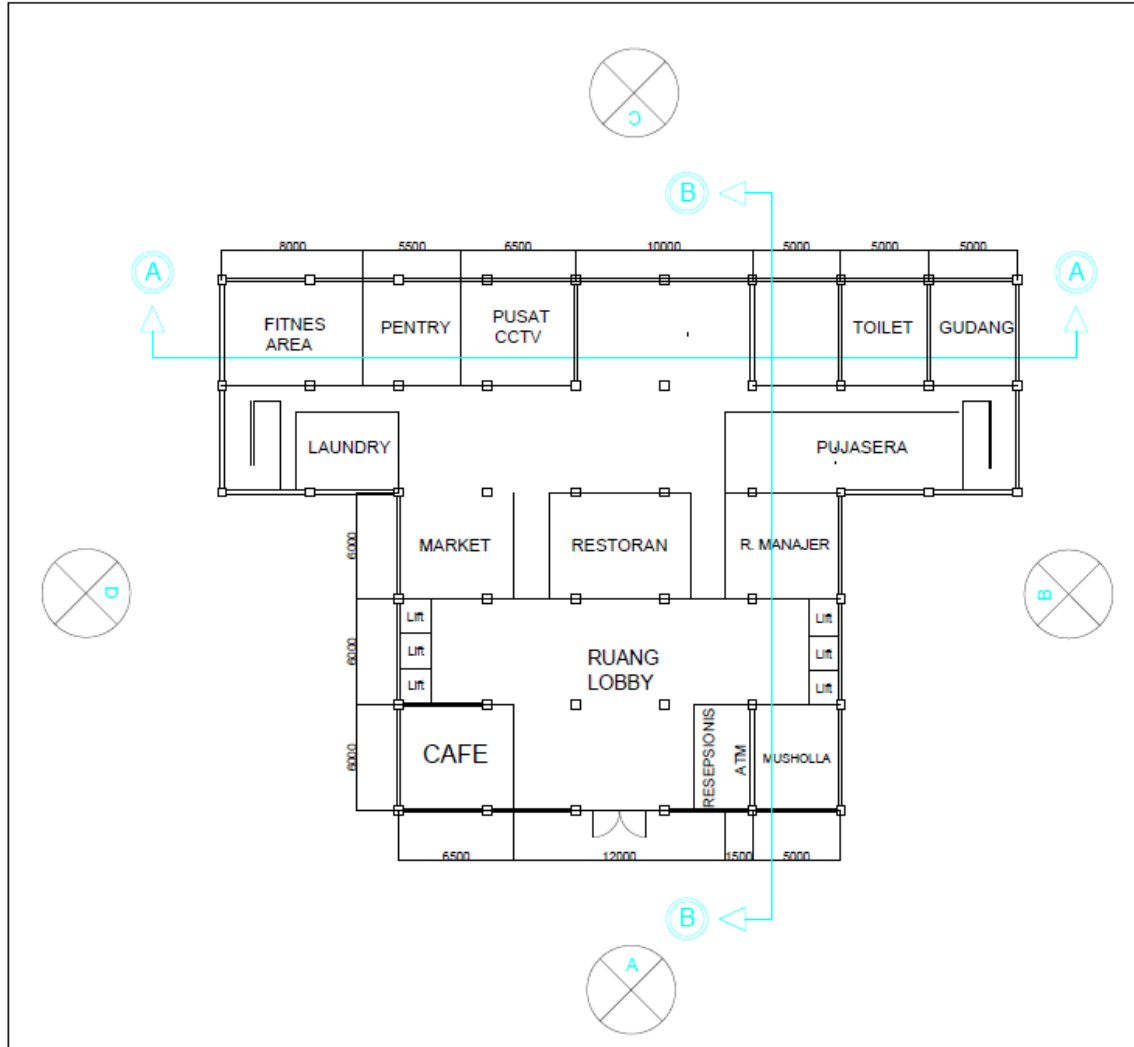 C
B
8000 5500 6500 10000 5000 5000 5000
A A
FITNES
AREA
PENTRY
PUSAT
CCTV
TOILET
GUDANG
LAUNDRY
PUJASERA
6000
MARKET
RESTORAN
R. MANAJER
D
B
6000
Lift
Lift
Lift
RUANG
LOBBY
Lift
Lift
Lift
6000
CAFE
RESEPSIONIS
ATM
MUSHOLLA
6500 12000 1500 5000
B
A